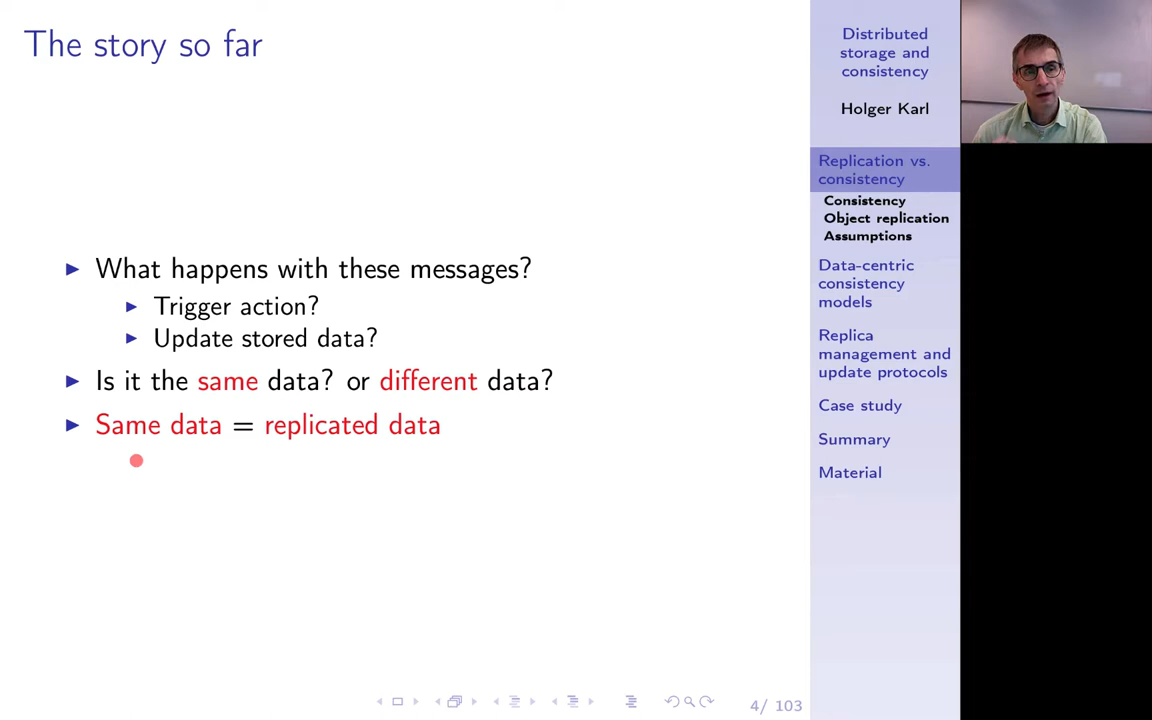 The story so far
What happens with these messages?
Trigger action?
Update stored data?
Is it the same data? or different data?
Same data = replicated data
Distributed
storage and
consistency
Holger Karl
Replication vs.
consistency
Consistency
Object replication
Assumptions
Data-centric
consistency
models
Replica
management and
update protocols
Case study
Summary
Material
4/ 103